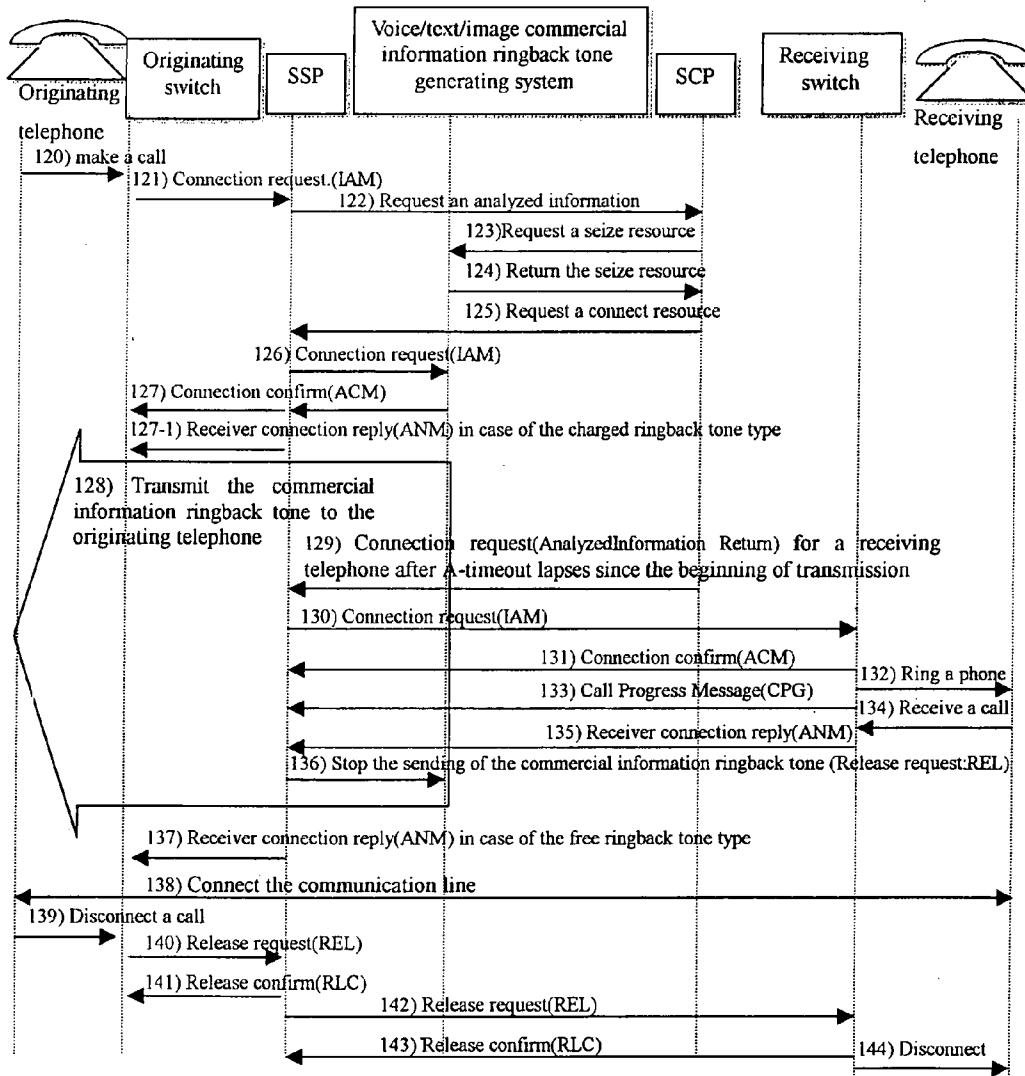 Voice/text/image commercial
information ringback tone
generating system
Originating
switch
SSP
SCP
Receiving
switch
Originating
telephone
Receiving
telephone
120) make a call
121) Connection request.(IAM)
122) Request an analyzed information
123)Request a seize resource
124) Return the seize resource
125) Request a connect resource
126) Connection request(IAM)
127) Connection confirm(ACM)
127-1) Receiver connection reply(ANM) in case of the charged ringback tone type
128) Transmit the commercial
information ringback tone to the
originating telephone
129) Connection request(AnalyzedInformation Return) for a receiving
telephone after A-timeout lapses since the beginning of transmission
130) Connection request(IAM)
131) Connection confirm(ACM)
132) Ring a phone
133) Call Progress Message(CPG)
134) Receive a call
135) Receiver connection reply(ANM)
136) Stop the sending of the commercial information ringback tone (Release request:REL)
137) Receiver connection reply(ANM) in case of the free ringback tone type
138) Connect the communication line
139) Disconnect a call
140) Release request(REL)
141) Release confirm(RLC)
142) Release request(REL)
143) Release confirm(RLC)
144) Disconnect